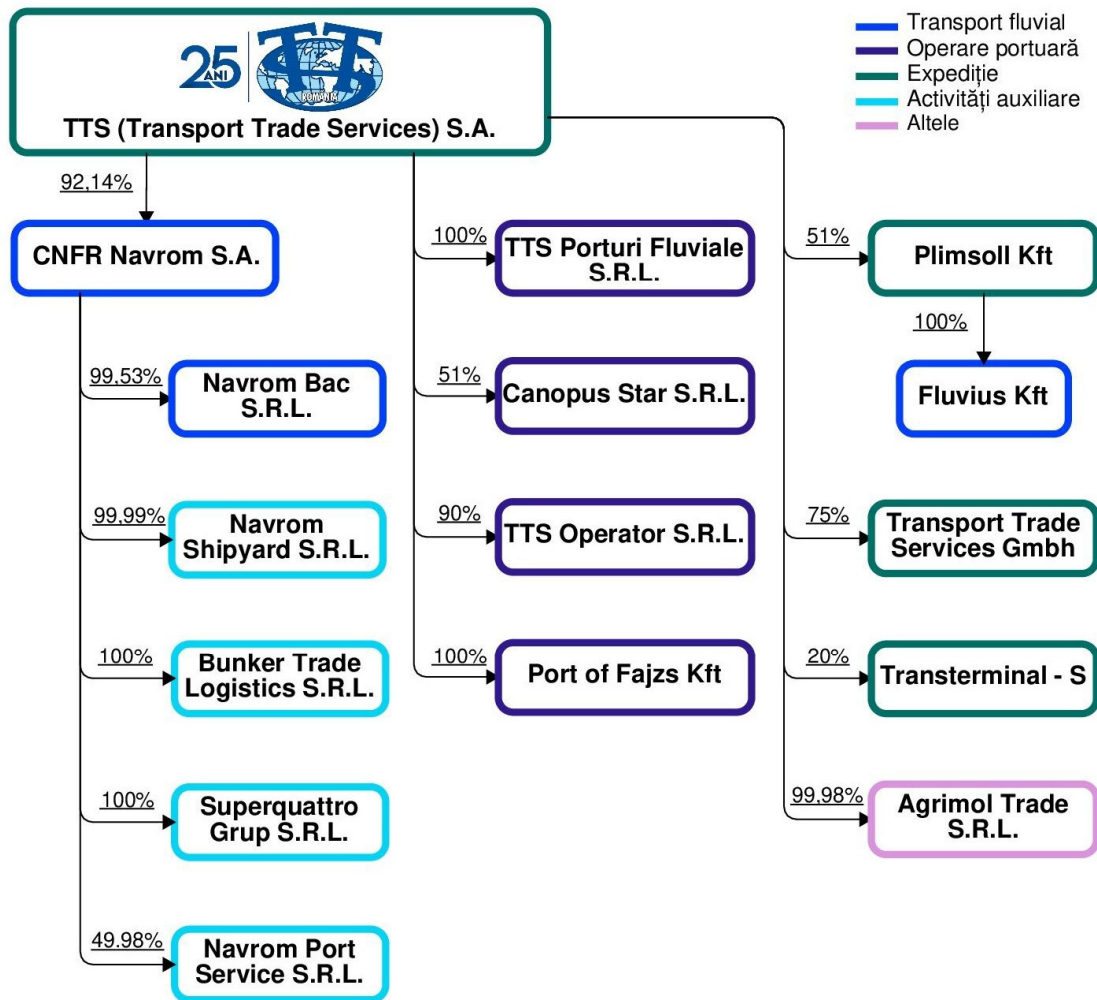 25
ANI
TTS
ROMANIA
TTS (Transport Trade Services) S.A.
Transport fluvial
Operare portuară
Expediție
Activități auxiliare
Altele
92,14%
CNFR Navrom S.A.
99.53%
Navrom Bac
S.R.L.
99,99%
Navrom
Shipyard S.R.L.
100%
Bunker Trade
Logistics S.R.L.
100%
Superquattro
Grup S.R.L.
49.98%
Navrom Port
Service S.R.L.
100%
TTS Porturi Fluviale
S.R.L.
51%
Canopus Star S.R.L.
90%
TTS Operator S.R.L.
100%
Port of Fajzs Kft
51%
Plimsoll Kft
100%
Fluvius Kft
75%
Transport Trade
Services Gmbh
20%
Transterminal - S
99,98%
Agrimol Trade
S.R.L.